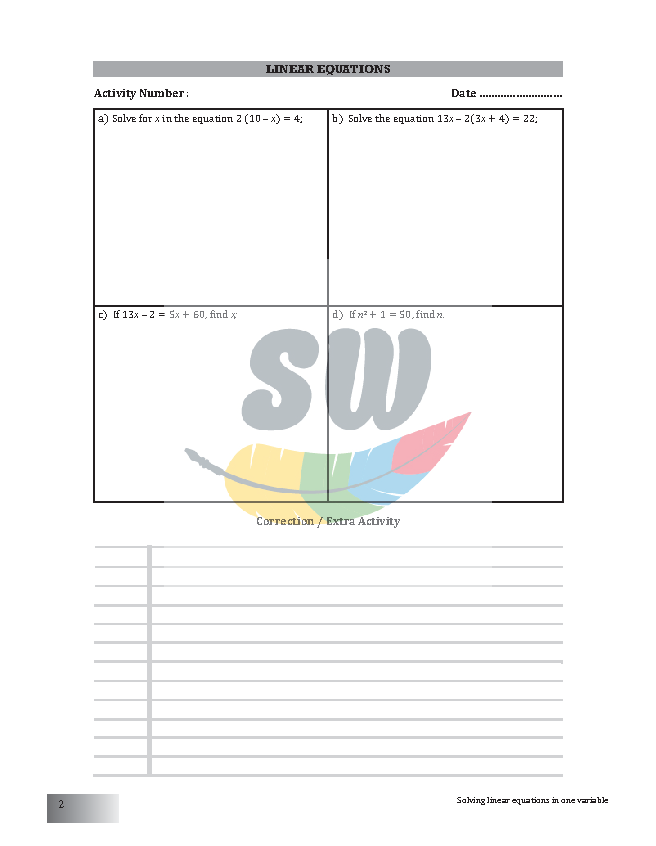 LINEAR EQUATIONS
Activity Number :
Date ............................
a) Solve for x in the equation 2 (10 – x) = 4;
b) Solve the equation 13x – 2(3x + 4) = 22;
c) If 13x – 2 = 5x + 60, find x
d) If n² + 1 = 50, find n.
SW
Correction / Extra Activity
2
Solving linear equations in one variable